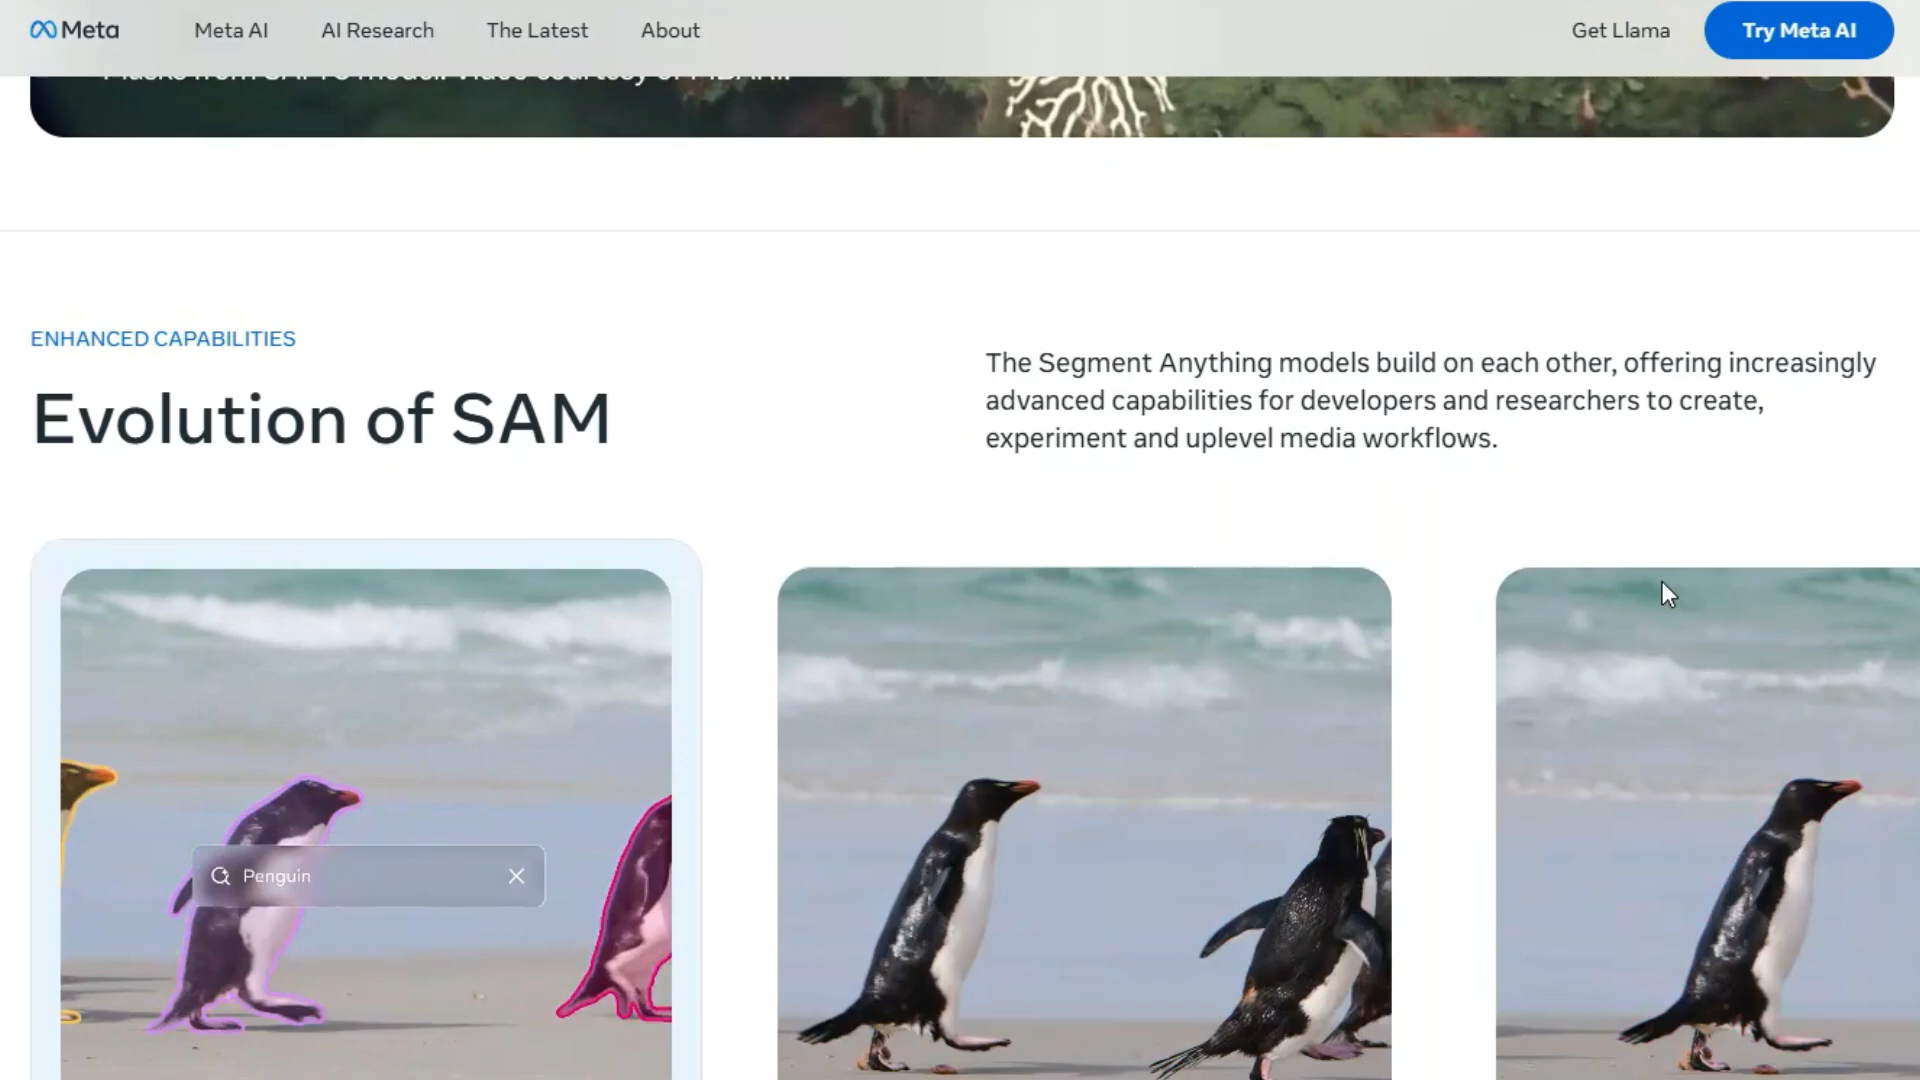 Meta
Meta AI
AI Research
The Latest
About
Get Llama
Try Meta AI
ENHANCED CAPABILITIES
Evolution of SAM
The Segment Anything models build on each other, offering increasingly
advanced capabilities for developers and researchers to create,
experiment and uplevel media workflows.
Penguin